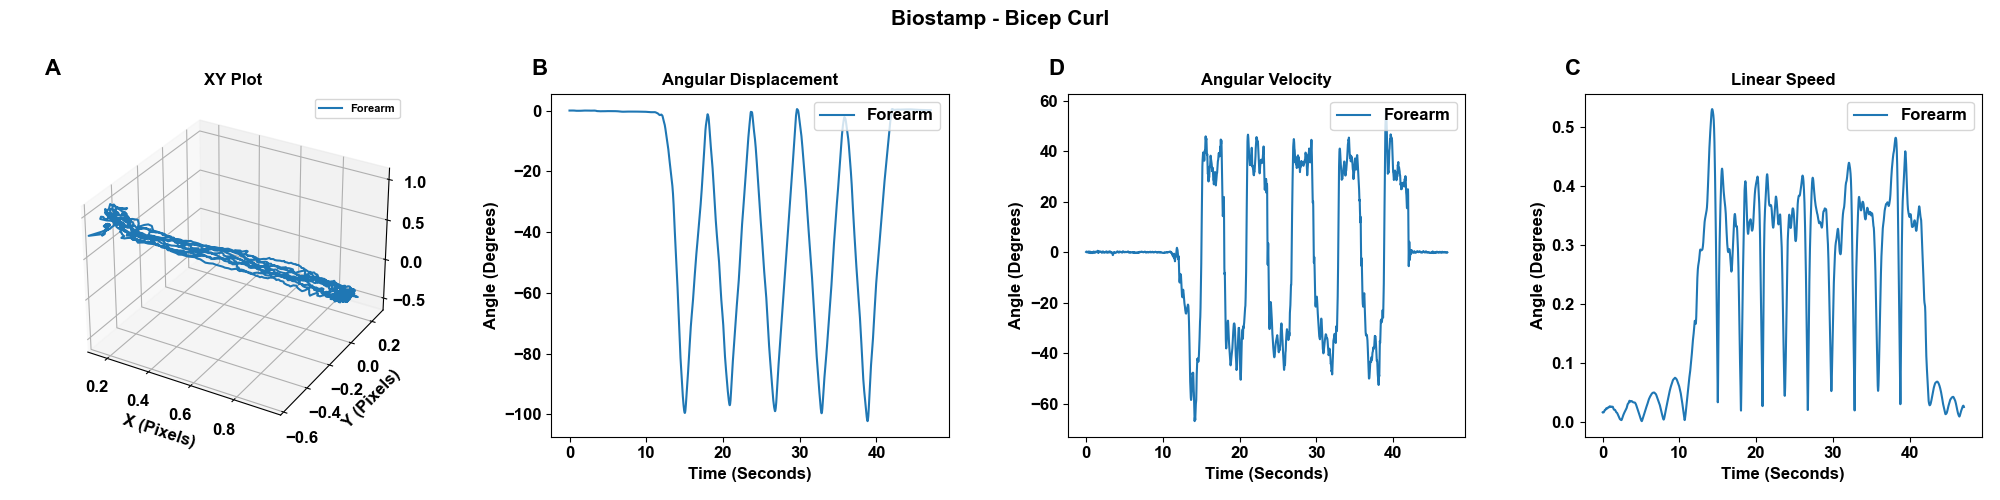 Biostamp - Bicep Curl
A
XY Plot
Forearm
1.0
0.5
0.0
−0.5
0.2
0.0
−0.2
−0.4
−0.6
Y (Pixels)
0.2
0.4
0.6
0.8
X (Pixels)
B
Angular Displacement
Forearm
0
−20
−40
−60
−80
−100
Angle (Degrees)
0
10
20
30
40
Time (Seconds)
D
Angular Velocity
Forearm
60
40
20
0
−20
−40
−60
Angle (Degrees)
0
10
20
30
40
Time (Seconds)
C
Linear Speed
Forearm
0.5
0.4
0.3
0.2
0.1
0.0
Angle (Degrees)
0
10
20
30
40
Time (Seconds)